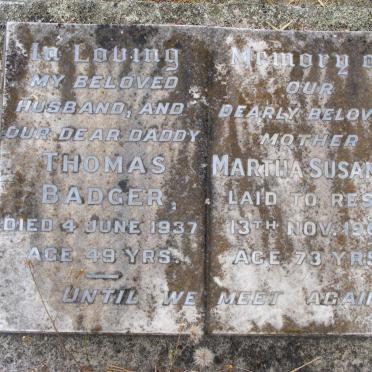 In Loving Memory o
MY BELOVED
HUSBAND, AND
OUR DEAR DADDY
THOMAS
BADGER,
DIED 4 JUNE 1937
AGE 49 YRS.
OUR
DEARLY BELOV
MOTHER
MARTHA SUSAN
LAID TO RES
13TH NOV. 19
AGE 73 YRS
UNTIL WE MEET AGAI